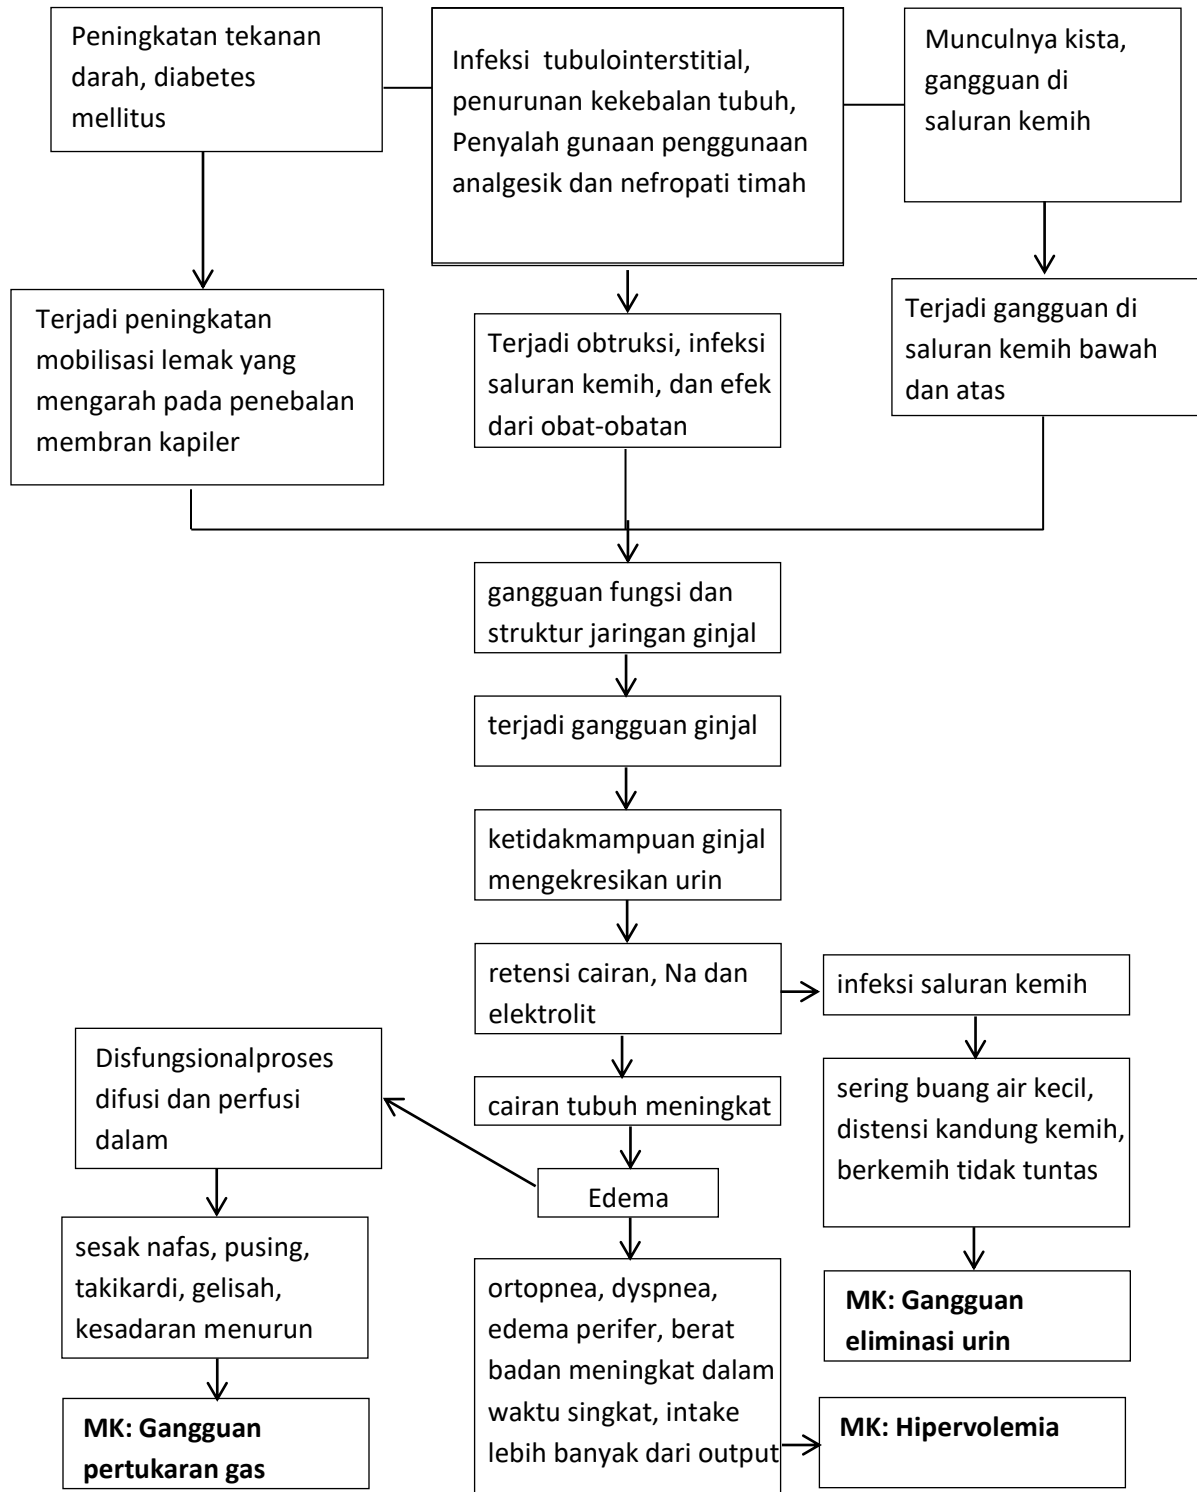 Peningkatan tekanan
darah, diabetes
mellitus
Infeksi tubulointerstitial,
penurunan kekebalan tubuh,
Penyalah gunaan penggunaan
analgesik dan nefropati timah
Munculnya kista,
gangguan di
saluran kemih
Terjadi peningkatan
mobilisasi lemak yang
mengarah pada penebalan
membran kapiler
Terjadi obtruksi, infeksi
saluran kemih, dan efek
dari obat-obatan
Terjadi gangguan di
saluran kemih bawah
dan atas
gangguan fungsi dan
struktur jaringan ginjal
terjadi gangguan ginjal
ketidakmampuan ginjal
mengekresikan urin
retensi cairan, Na dan
elektrolit
infeksi saluran kemih
Disfungsionalproses
difusi dan perfusi
dalam
cairan tubuh meningkat
sering buang air kecil,
distensi kandung kemih,
berkemih tidak tuntas
Edema
sesak nafas, pusing,
takikardi, gelisah,
kesadaran menurun
ortopnea, dyspnea,
edema perifer, berat
badan meningkat dalam
waktu singkat, intake
lebih banyak dari output
MK: Gangguan
eliminasi urin
MK: Gangguan
pertukaran gas
MK: Hipervolemia